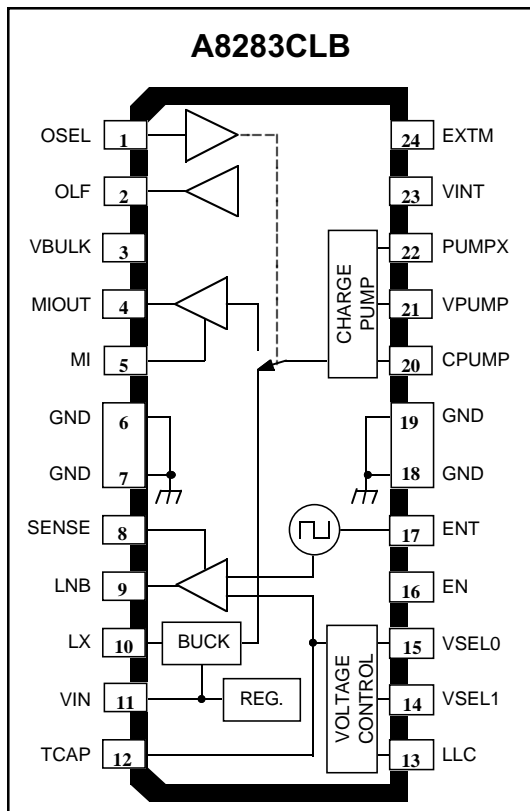 A8283CLB
OSEL 1
OLF 2
VBULK 3
MIOUT 4
MI 5
GND 6
GND 7
SENSE 8
LNB 9
LX 10
VIN 11
TCAP 12
24 EXTM
23 VINT
22 PUMPX
21 VPUMP
20 CPUMP
19 GND
18 GND
17 ENT
16 EN
15 VSEL0
14 VSEL1
13 LLC
CHARGE
PUMP
BUCK
REG.
VOLTAGE
CONTROL